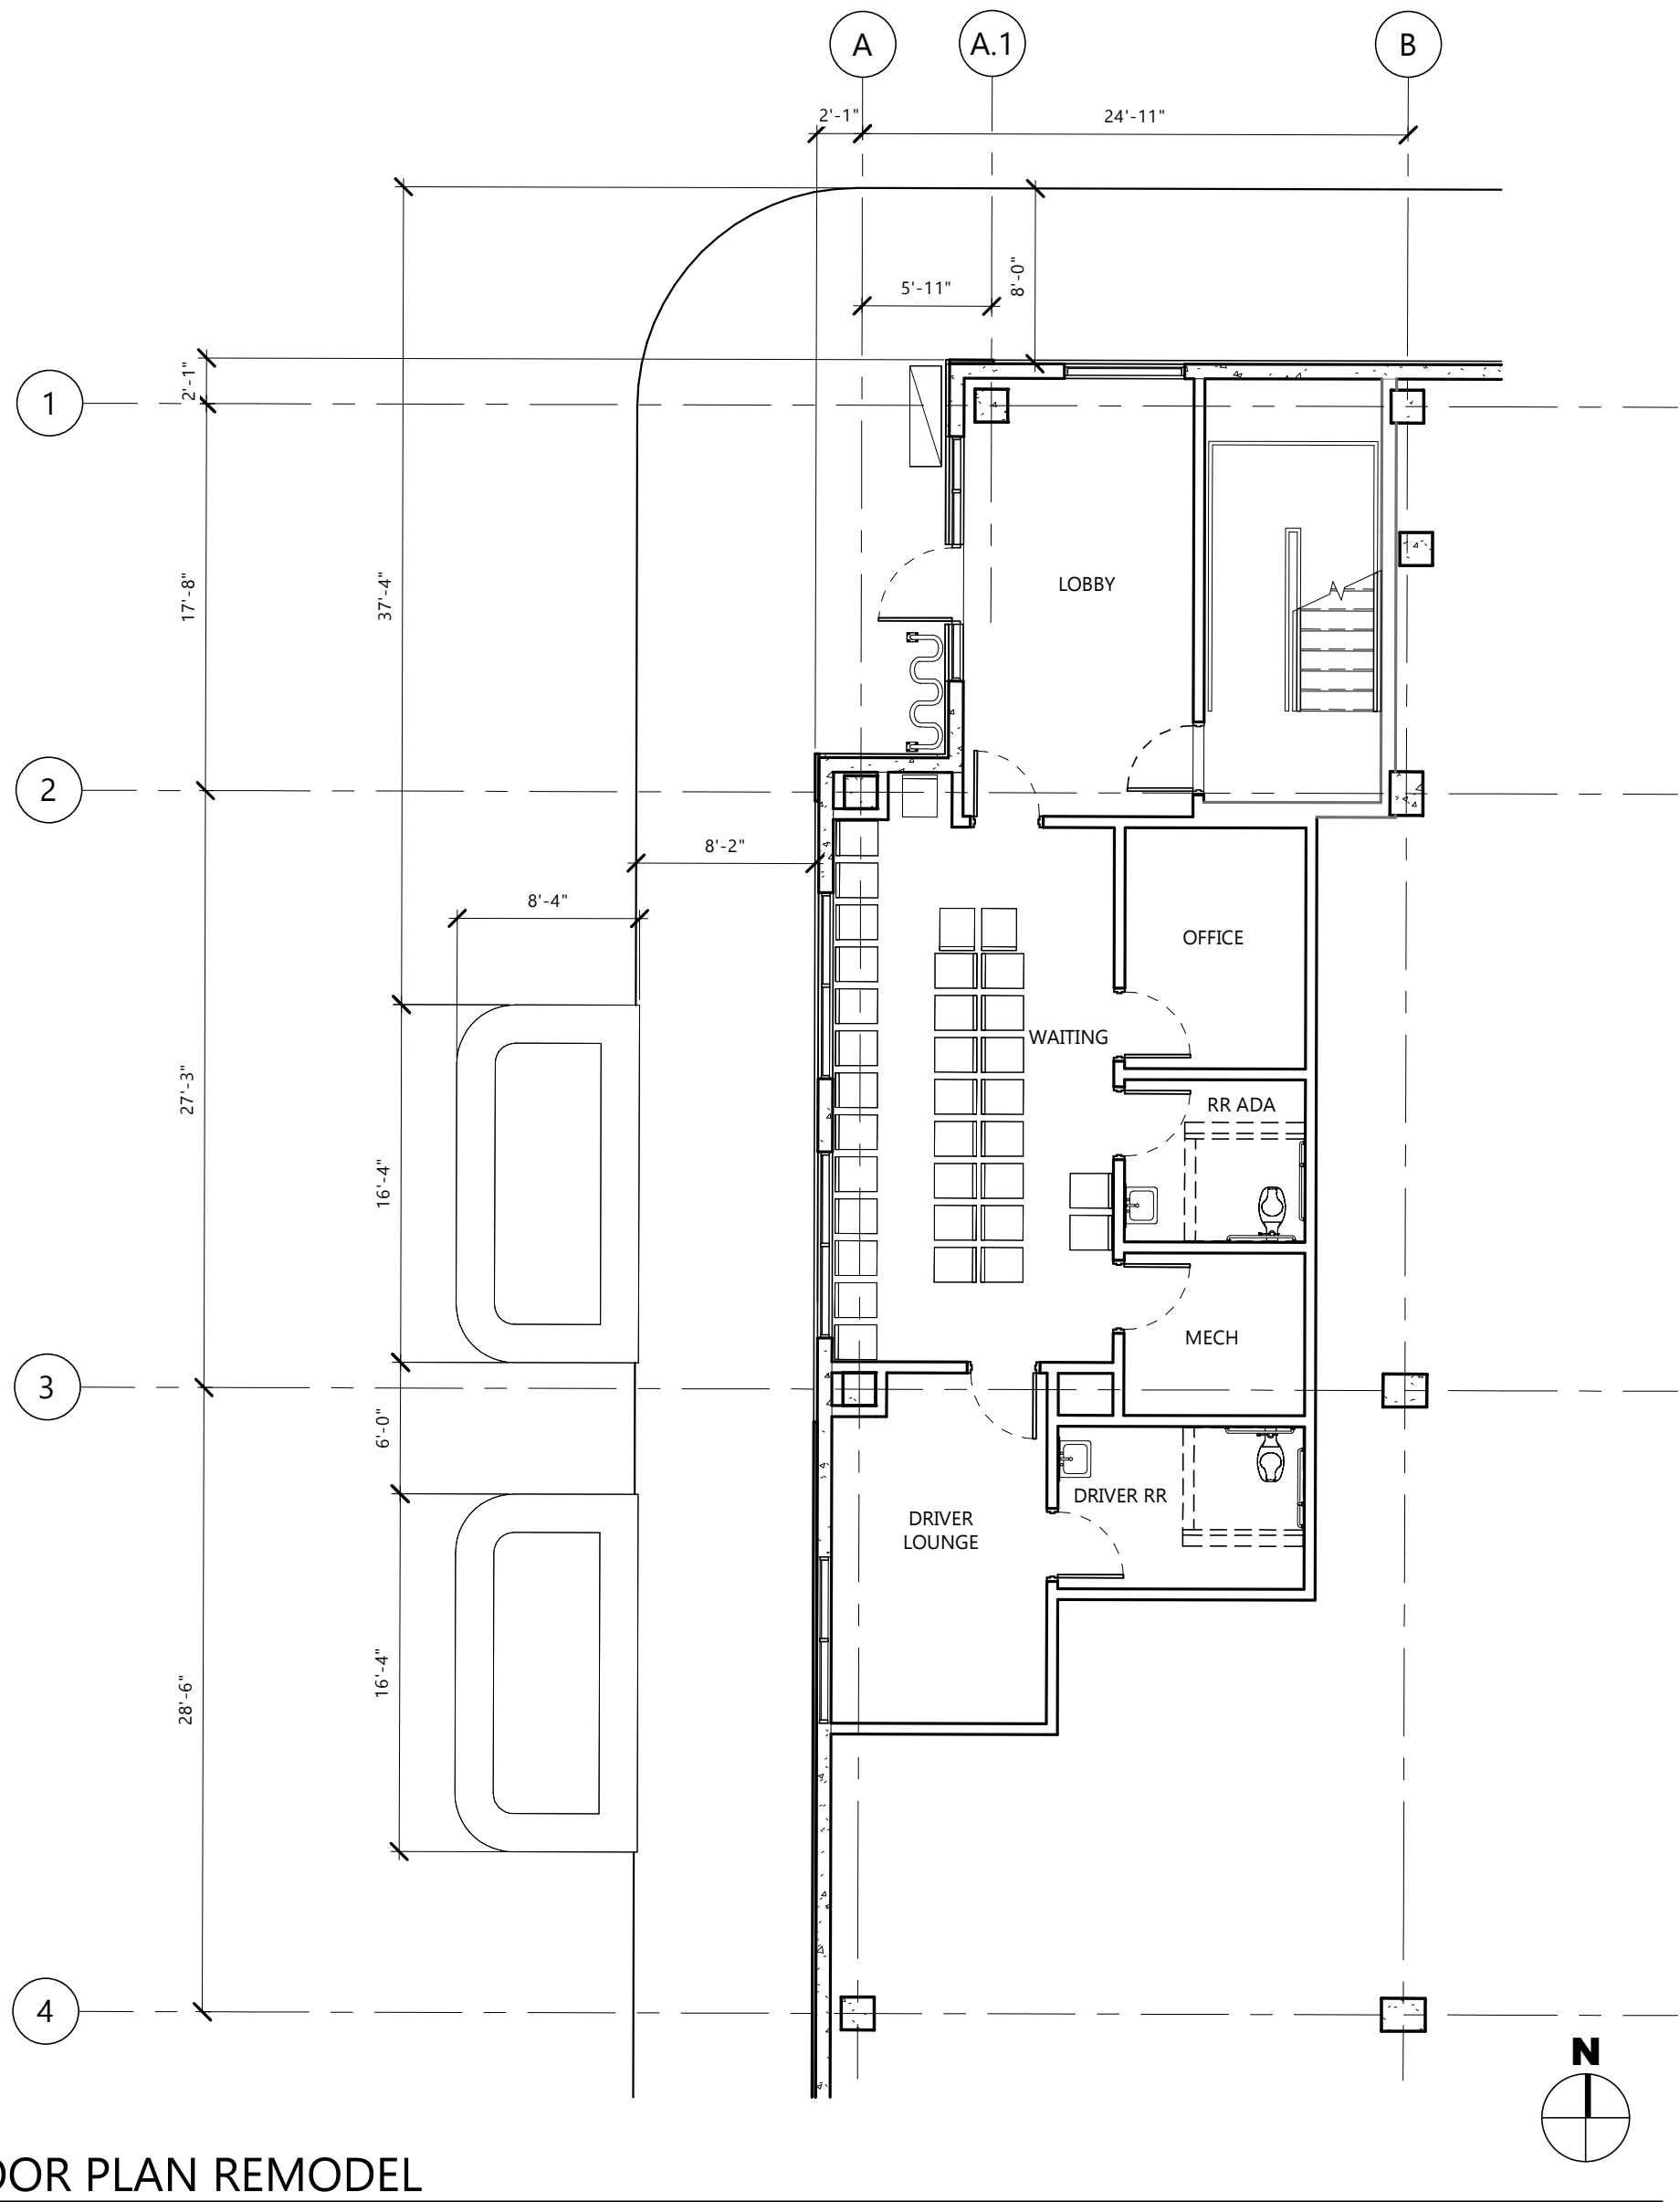 A
A.1
B
2'-1"
24'-11"
5'-11"
8'-0"
2'-1"
1
17'-8"
37'-4"
LOBBY
2
8'-2"
8'-4"
OFFICE
WAITING
27'-3"
RR ADA
16'-4"
MECH
3
6'-0"
DRIVER RR
DRIVER
LOUNGE
16'-4"
28'-6"
4
N
OOR PLAN REMODEL